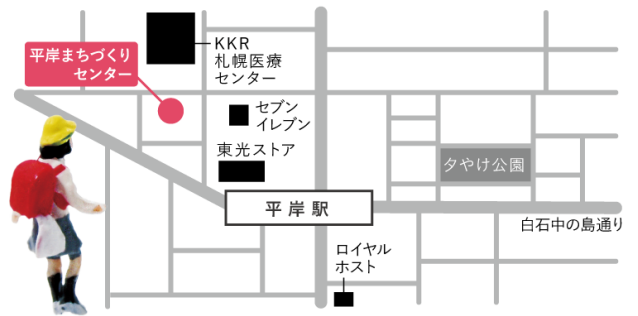 平岸まちづくり
センター
KKR
札幌医療
センター
セブン
イレブン
東光ストア
夕やけ公園
平岸駅
白石中の島通り
ロイヤル
ホスト